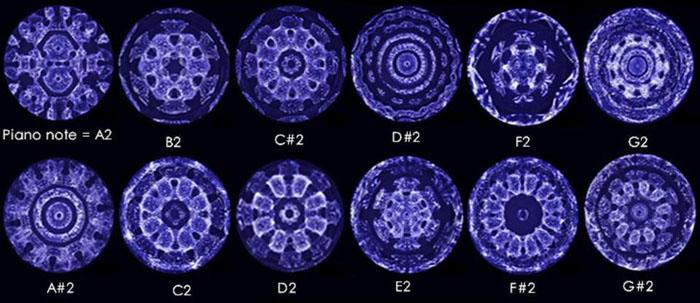 Piano note = A2
B2
C#2
D#2
F2
G2
A#2
C2
D2
E2
F#2
G#2